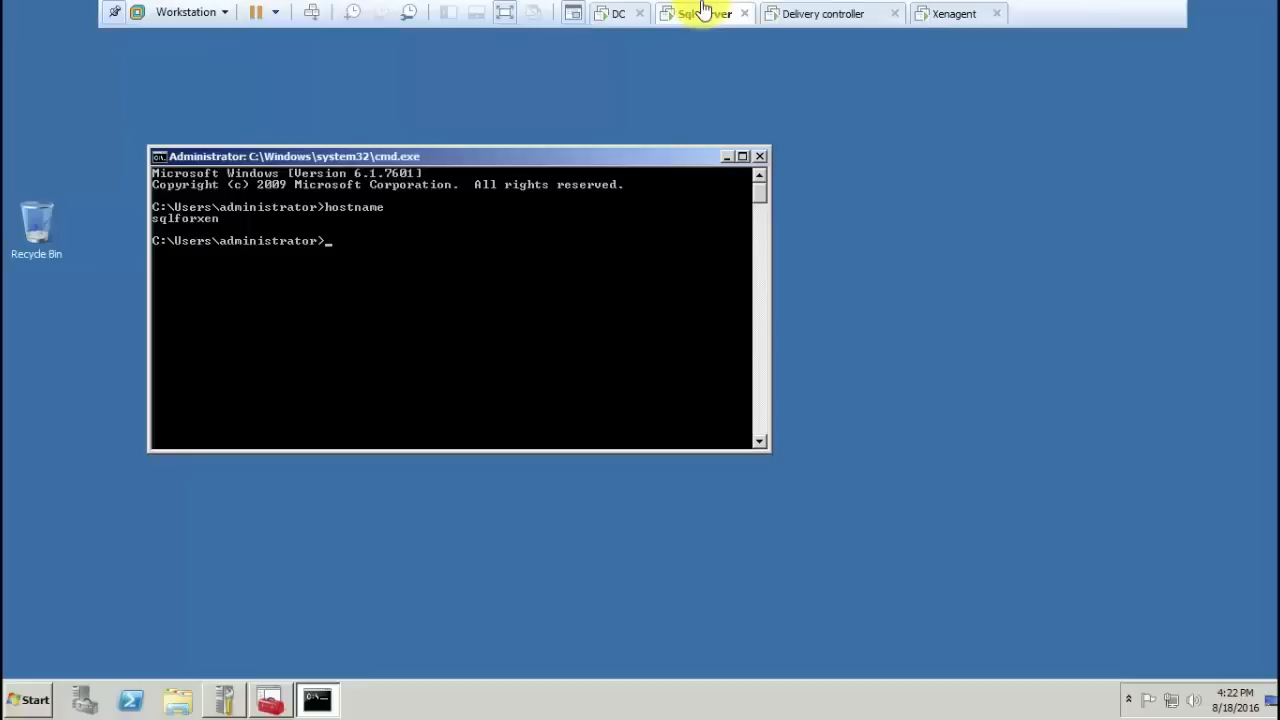 Workstation
DC
Sqlserver
Delivery controller
Xenagent
Administrator: C:\Windows\system32\cmd.exe
Microsoft Windows [Version 6.1.7601]
Copyright (c) 2009 Microsoft Corporation.  All rights reserved.
C:\Users\administrator>hostname
sqlforxen
C:\Users\administrator>_
Recycle Bin
Start
4:22 PM
8/18/2016